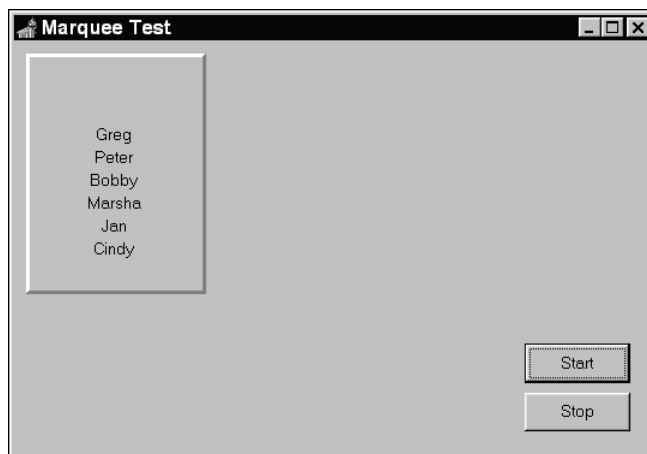 Marquee Test
Greg
Peter
Bobby
Marsha
Jan
Cindy
Start
Stop